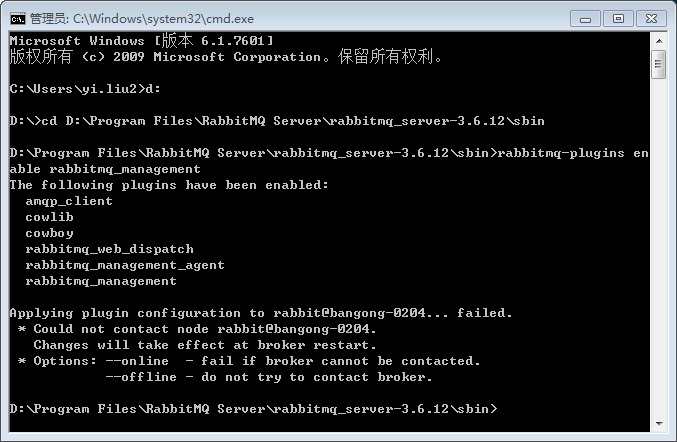 管理员: C:\Windows\system32\cmd.exe
Microsoft Windows [版本 6.1.7601]
版权所有 (c) 2009 Microsoft Corporation。保留所有权利。
C:\Users\yi.liu2>d:
D:\>cd D:\Program Files\RabbitMQ Server\rabbitmq_server-3.6.12\sbin
D:\Program Files\RabbitMQ Server\rabbitmq_server-3.6.12\sbin>rabbitmq-plugins en
able rabbitmq_management
The following plugins have been enabled:
  amqp_client
  cowlib
  cowboy
  rabbitmq_web_dispatch
  rabbitmq_management_agent
  rabbitmq_management
Applying plugin configuration to rabbit@bangong-0204... failed.
 * Could not contact node rabbit@bangong-0204.
   Changes will take effect at broker restart.
 * Options: --online  - fail if broker cannot be contacted.
            --offline - do not try to contact broker.
D:\Program Files\RabbitMQ Server\rabbitmq_server-3.6.12\sbin>